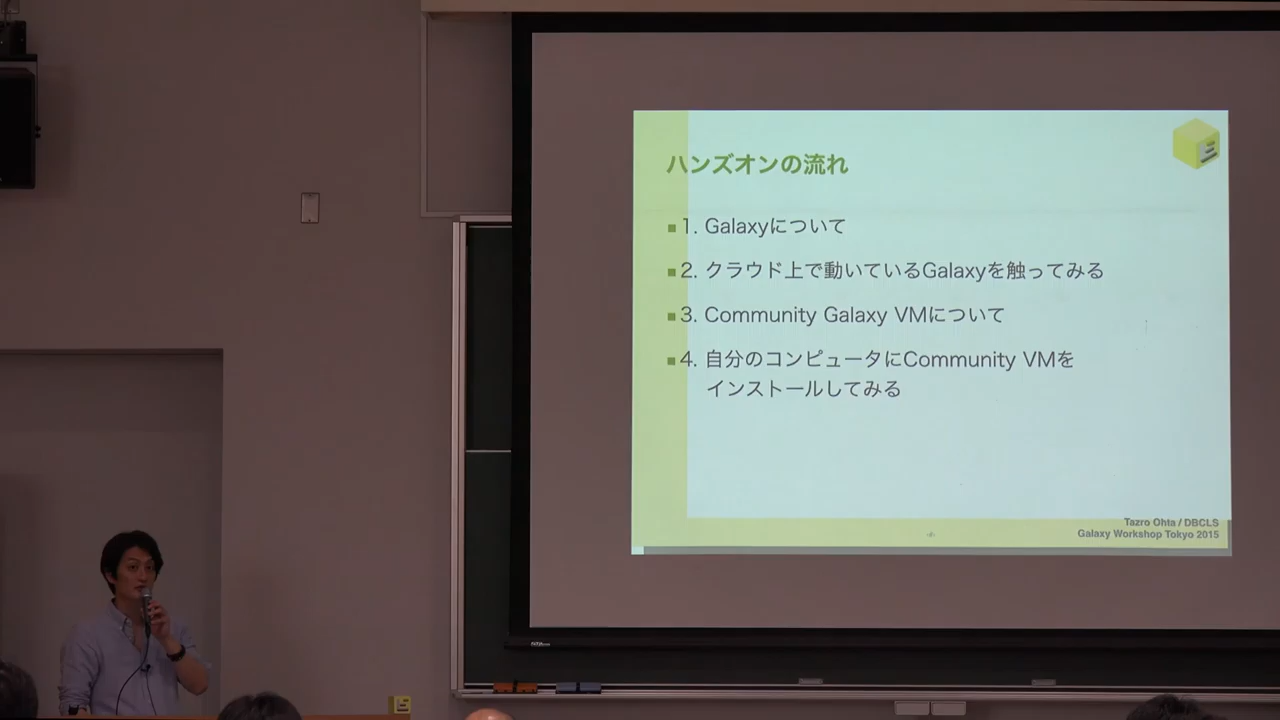 ハンズオンの流れ
1. Galaxyについて
2. クラウド上で動いているGalaxyを触ってみる
3. Community Galaxy VMについて
4. 自分のコンピュータにCommunity VMを
インストールしてみる
Tazro Ohta / DBCLS
Galaxy Workshop Tokyo 2015